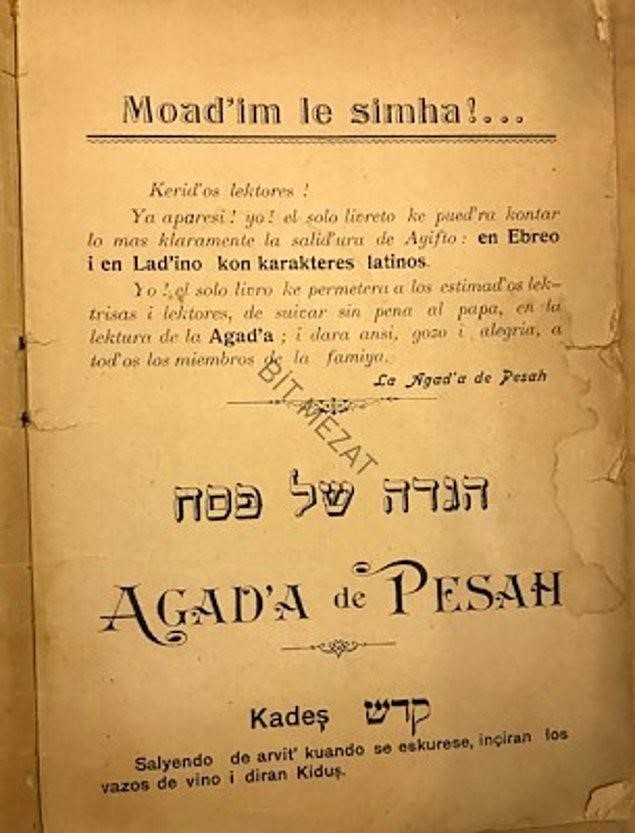 Moad'im le simha!...
Kerid'os lektores !
Ya aparesi! yo! el solo livreto ke pued'ra kontar
lo mas klaramente la salid'ura de Ayifto : en Ebreo
i en Lad'ino kon karakteres latinos.
Yo ! el solo livro ke permetera a los estimad'os lek-
trisas i lektores, de suivar sin pena al papa, en la
lektura de la Agad'a ; i dara ansi, gozo i alegria, a
tod'os los miembros de la famiya.
La Agad'a de Pesah
BİT MEZAT
הגדה של פסח
AGAD'A de PESAH
Kadeş קדש
Salyendo de arvit' kuando se eskurese, inçiran los
vazos de vino i diran Kiduş.